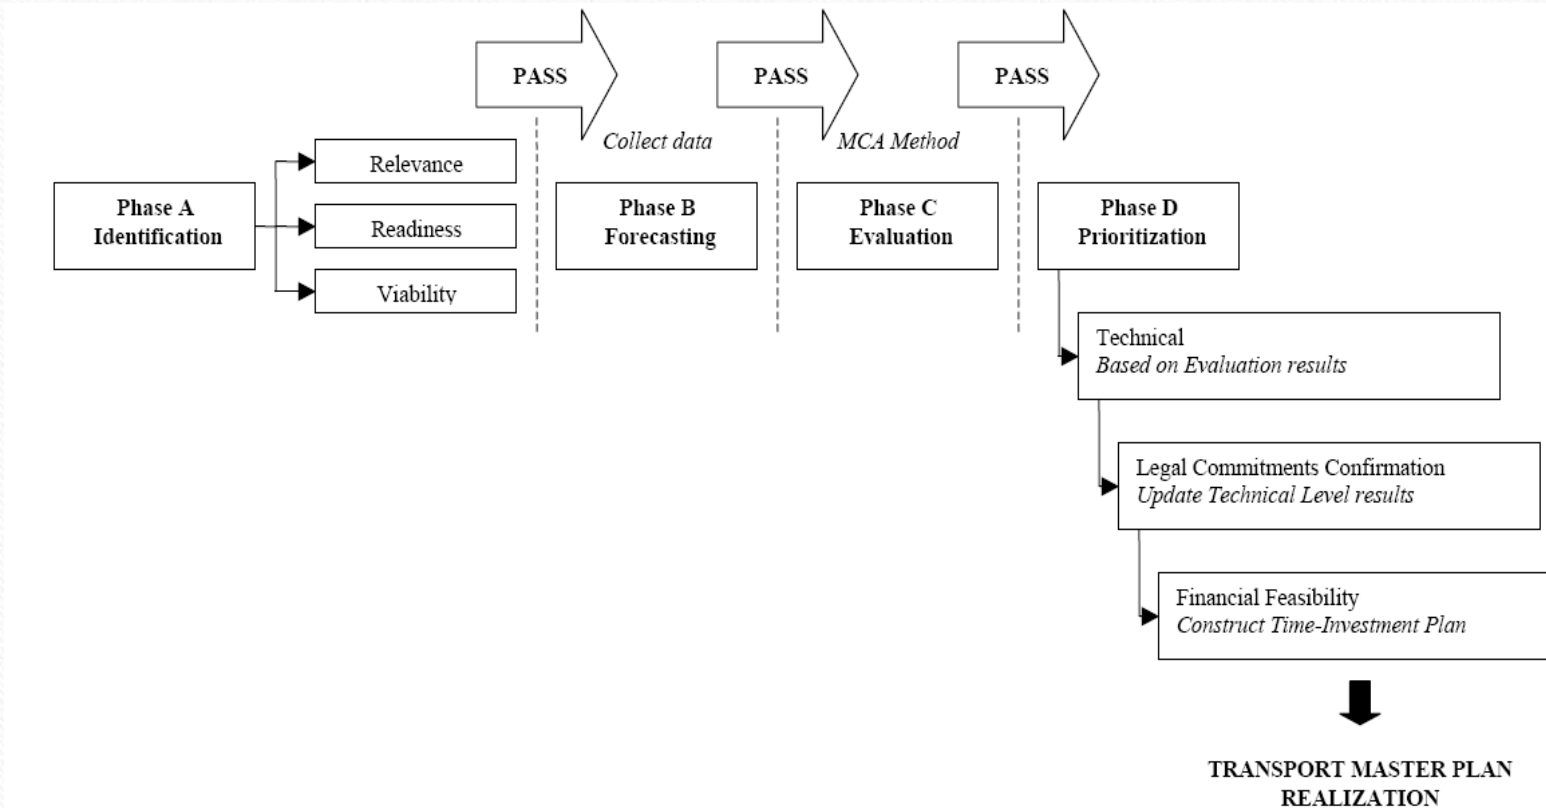 PASS
PASS
PASS
Collect data
MCA Method
Phase A
Identification
Relevance
Readiness
Viability
Phase B
Forecasting
Phase C
Evaluation
Phase D
Prioritization
Technical
Based on Evaluation results
Legal Commitments Confirmation
Update Technical Level results
Financial Feasibility
Construct Time-Investment Plan
TRANSPORT MASTER PLAN
REALIZATION